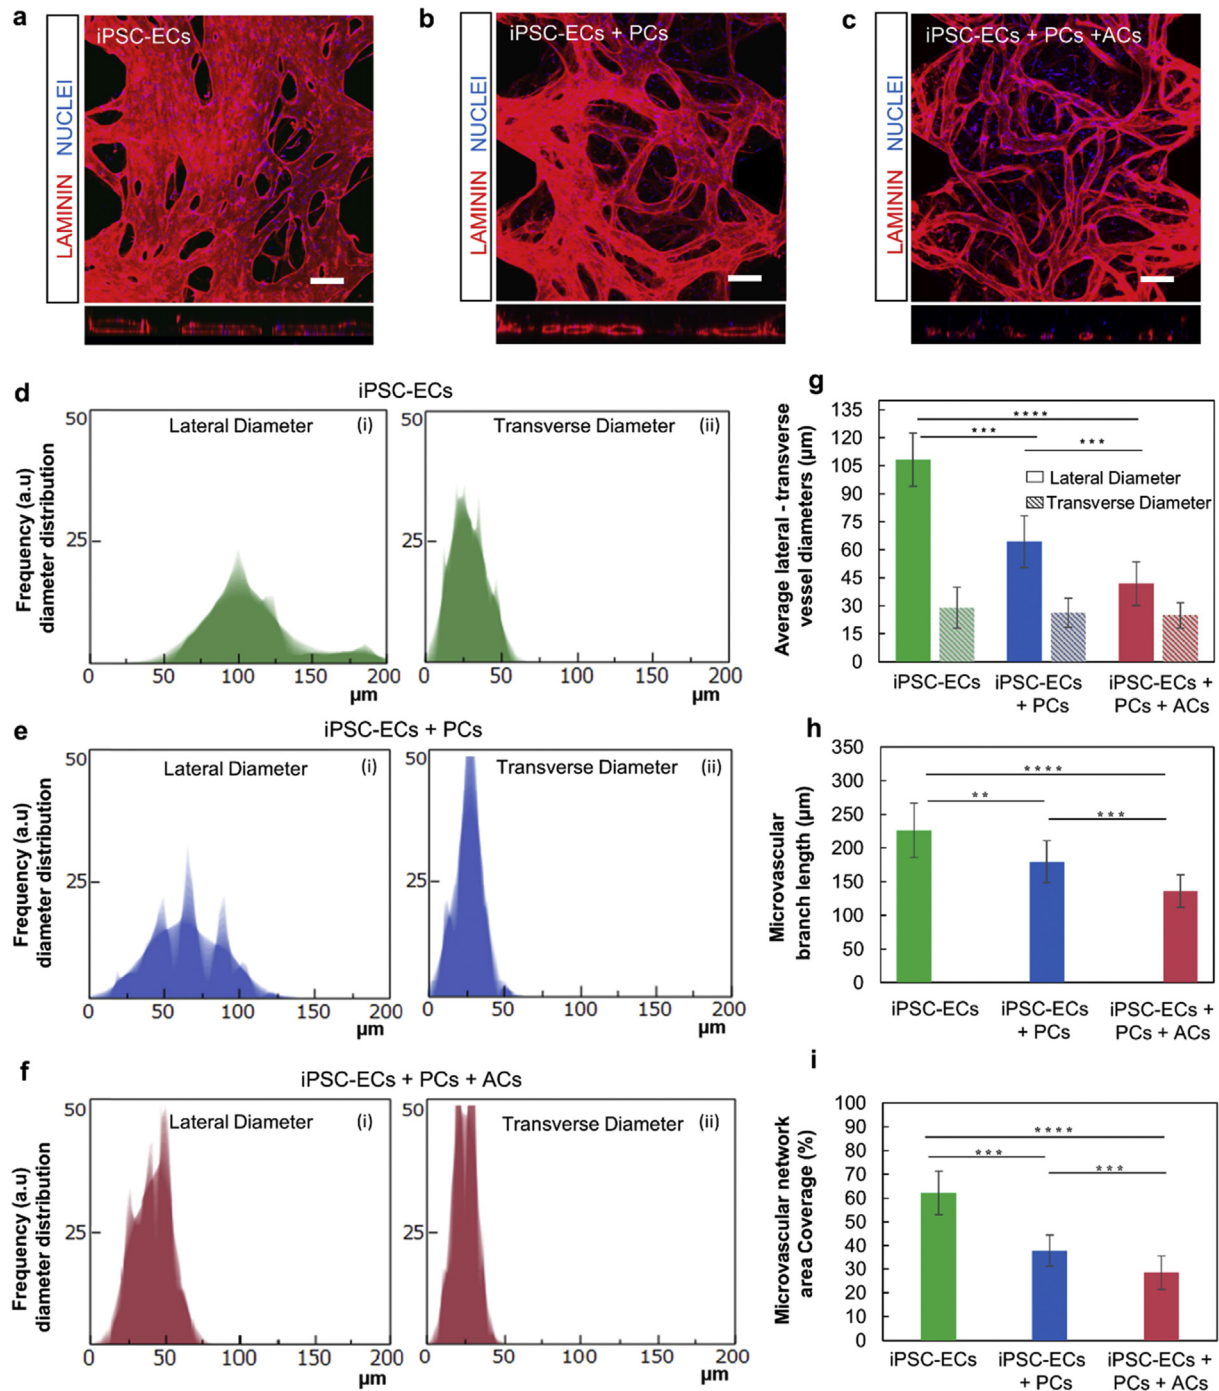 a
iPSC-ECs
LAMININ NUCLEI
b
iPSC-ECs + PCs
LAMININ NUCLEI
c
iPSC-ECs + PCs +ACs
LAMININ NUCLEI
d
iPSC-ECs
Frequency (a.u)
diameter distribution
Lateral Diameter (i)
50
25
0 50 100 150 200
µm
Transverse Diameter (ii)
50
25
0 50 100 150 200
µm
e
iPSC-ECs + PCs
Frequency (a.u)
diameter distribution
Lateral Diameter (i)
50
25
0 50 100 150 200
µm
Transverse Diameter (ii)
50
25
0 50 100 150 200
µm
f
iPSC-ECs + PCs + ACs
Frequency (a.u)
diameter distribution
Lateral Diameter (i)
50
25
0 50 100 150 200
µm
Transverse Diameter (ii)
50
25
0 50 100 150 200
µm
g
Average lateral - transverse
vessel diameters (µm)
135
120
105
90
75
60
45
30
15
0
****
***
***
Lateral Diameter
Transverse Diameter
iPSC-ECs
iPSC-ECs
+ PCs
iPSC-ECs +
PCs + ACs
h
Microvascular
branch length (µm)
350
300
250
200
150
100
50
0
****
**
***
iPSC-ECs
iPSC-ECs
+ PCs
iPSC-ECs +
PCs + ACs
i
Microvascular network
area Coverage (%)
100
90
80
70
60
50
40
30
20
10
0
****
***
***
iPSC-ECs
iPSC-ECs
+ PCs
iPSC-ECs +
PCs + ACs